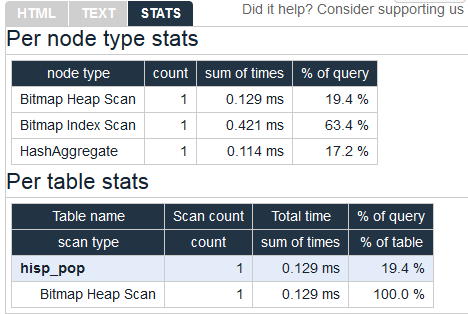 HTML TEXT STATS Did it help? Consider supporting us
Per node type stats
node type count sum of times % of query
Bitmap Heap Scan 1 0.129 ms 19.4 %
Bitmap Index Scan 1 0.421 ms 63.4 %
HashAggregate 1 0.114 ms 17.2 %
Per table stats
Table name Scan count Total time % of query
scan type count sum of times % of table
hisp_pop 1 0.129 ms 19.4 %
Bitmap Heap Scan 1 0.129 ms 100.0 %